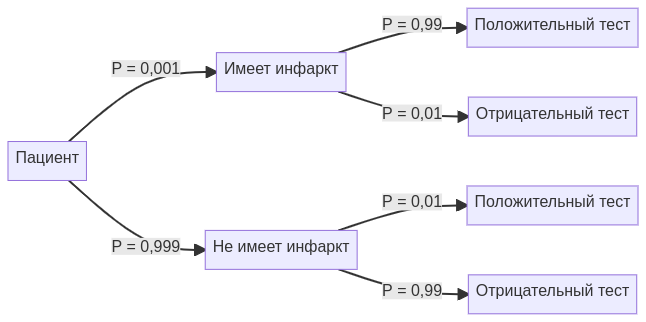 P = 0,99
Положительный тест
P = 0,001
Имеет инфаркт
P = 0,01
Отрицательный тест
Пациент
P = 0,01
Положительный тест
P = 0,999
Не имеет инфаркт
P = 0,99
Отрицательный тест